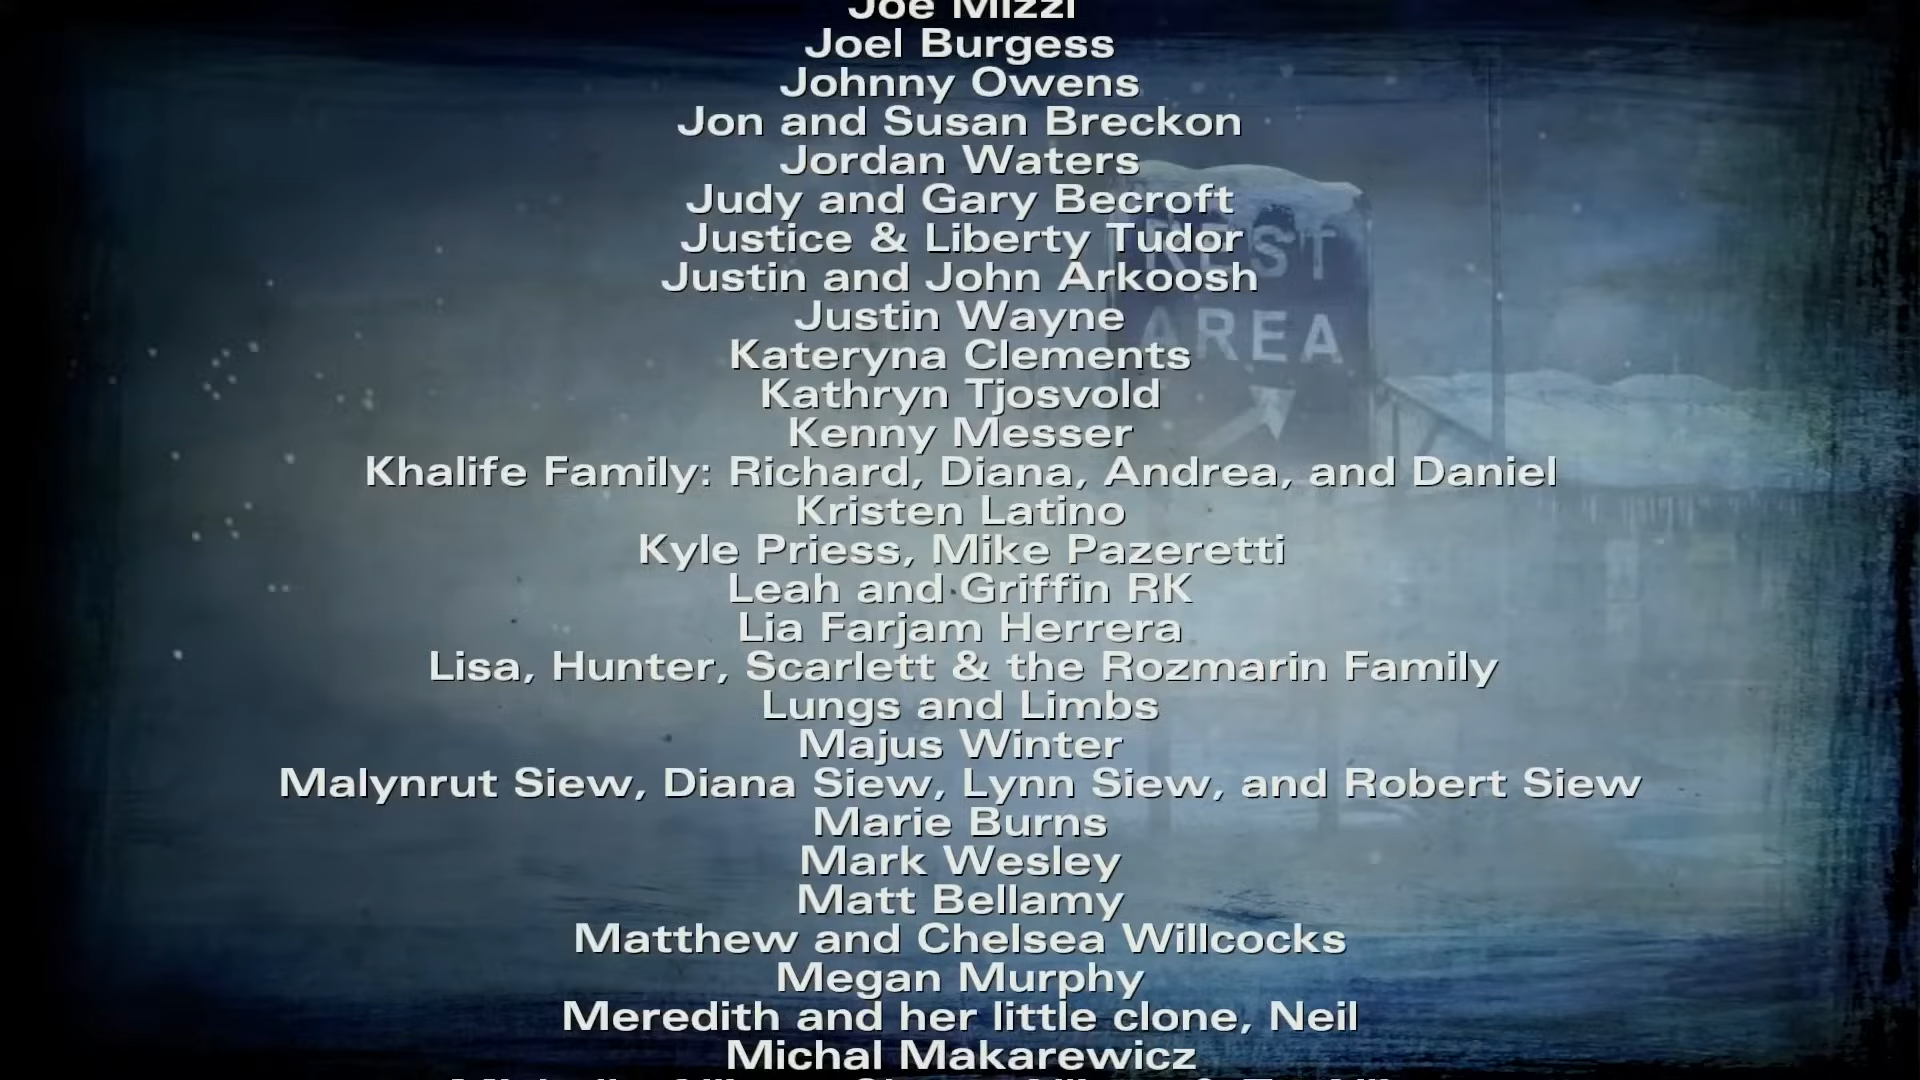 Joe Mizzi
Joel Burgess
Johnny Owens
Jon and Susan Breckon
Jordan Waters
Judy and Gary Becroft
Justice & Liberty Tudor
Justin and John Arkoosh
Justin Wayne
Kateryna Clements
Kathryn Tjosvold
Kenny Messer
Khalife Family: Richard, Diana, Andrea, and Daniel
Kristen Latino
Kyle Priess, Mike Pazeretti
Leah and Griffin RK
Lia Farjam Herrera
Lisa, Hunter, Scarlett & the Rozmarin Family
Lungs and Limbs
Majus Winter
Malynrut Siew, Diana Siew, Lynn Siew, and Robert Siew
Marie Burns
Mark Wesley
Matt Bellamy
Matthew and Chelsea Willcocks
Megan Murphy
Meredith and her little clone, Neil
Michal Makarewicz
REST
AREA